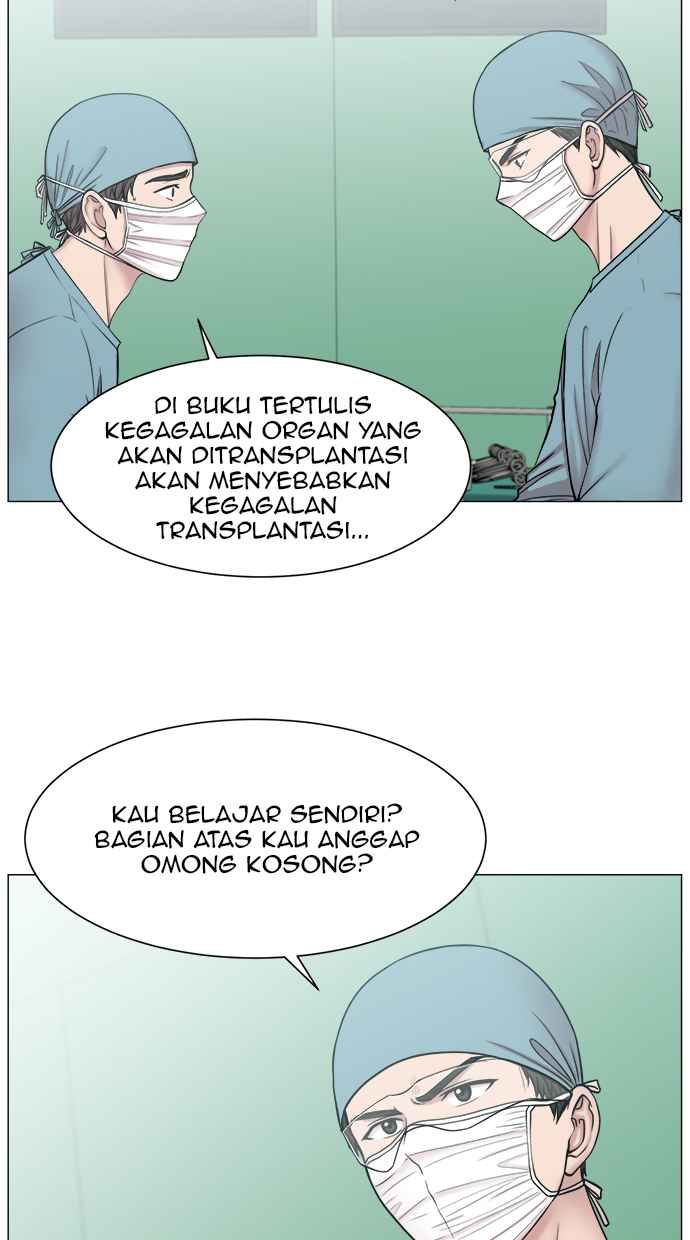 DI BUKU TERTULIS
KEGAGALAN ORGAN YANG
AKAN DITRANSPLANTASI
AKAN MENYEBABKAN
KEGAGALAN
TRANSPLANTASI...
KAU BELAJAR SENDIRI?
BAGIAN ATAS KAU ANGGAP
OMONG KOSONG?